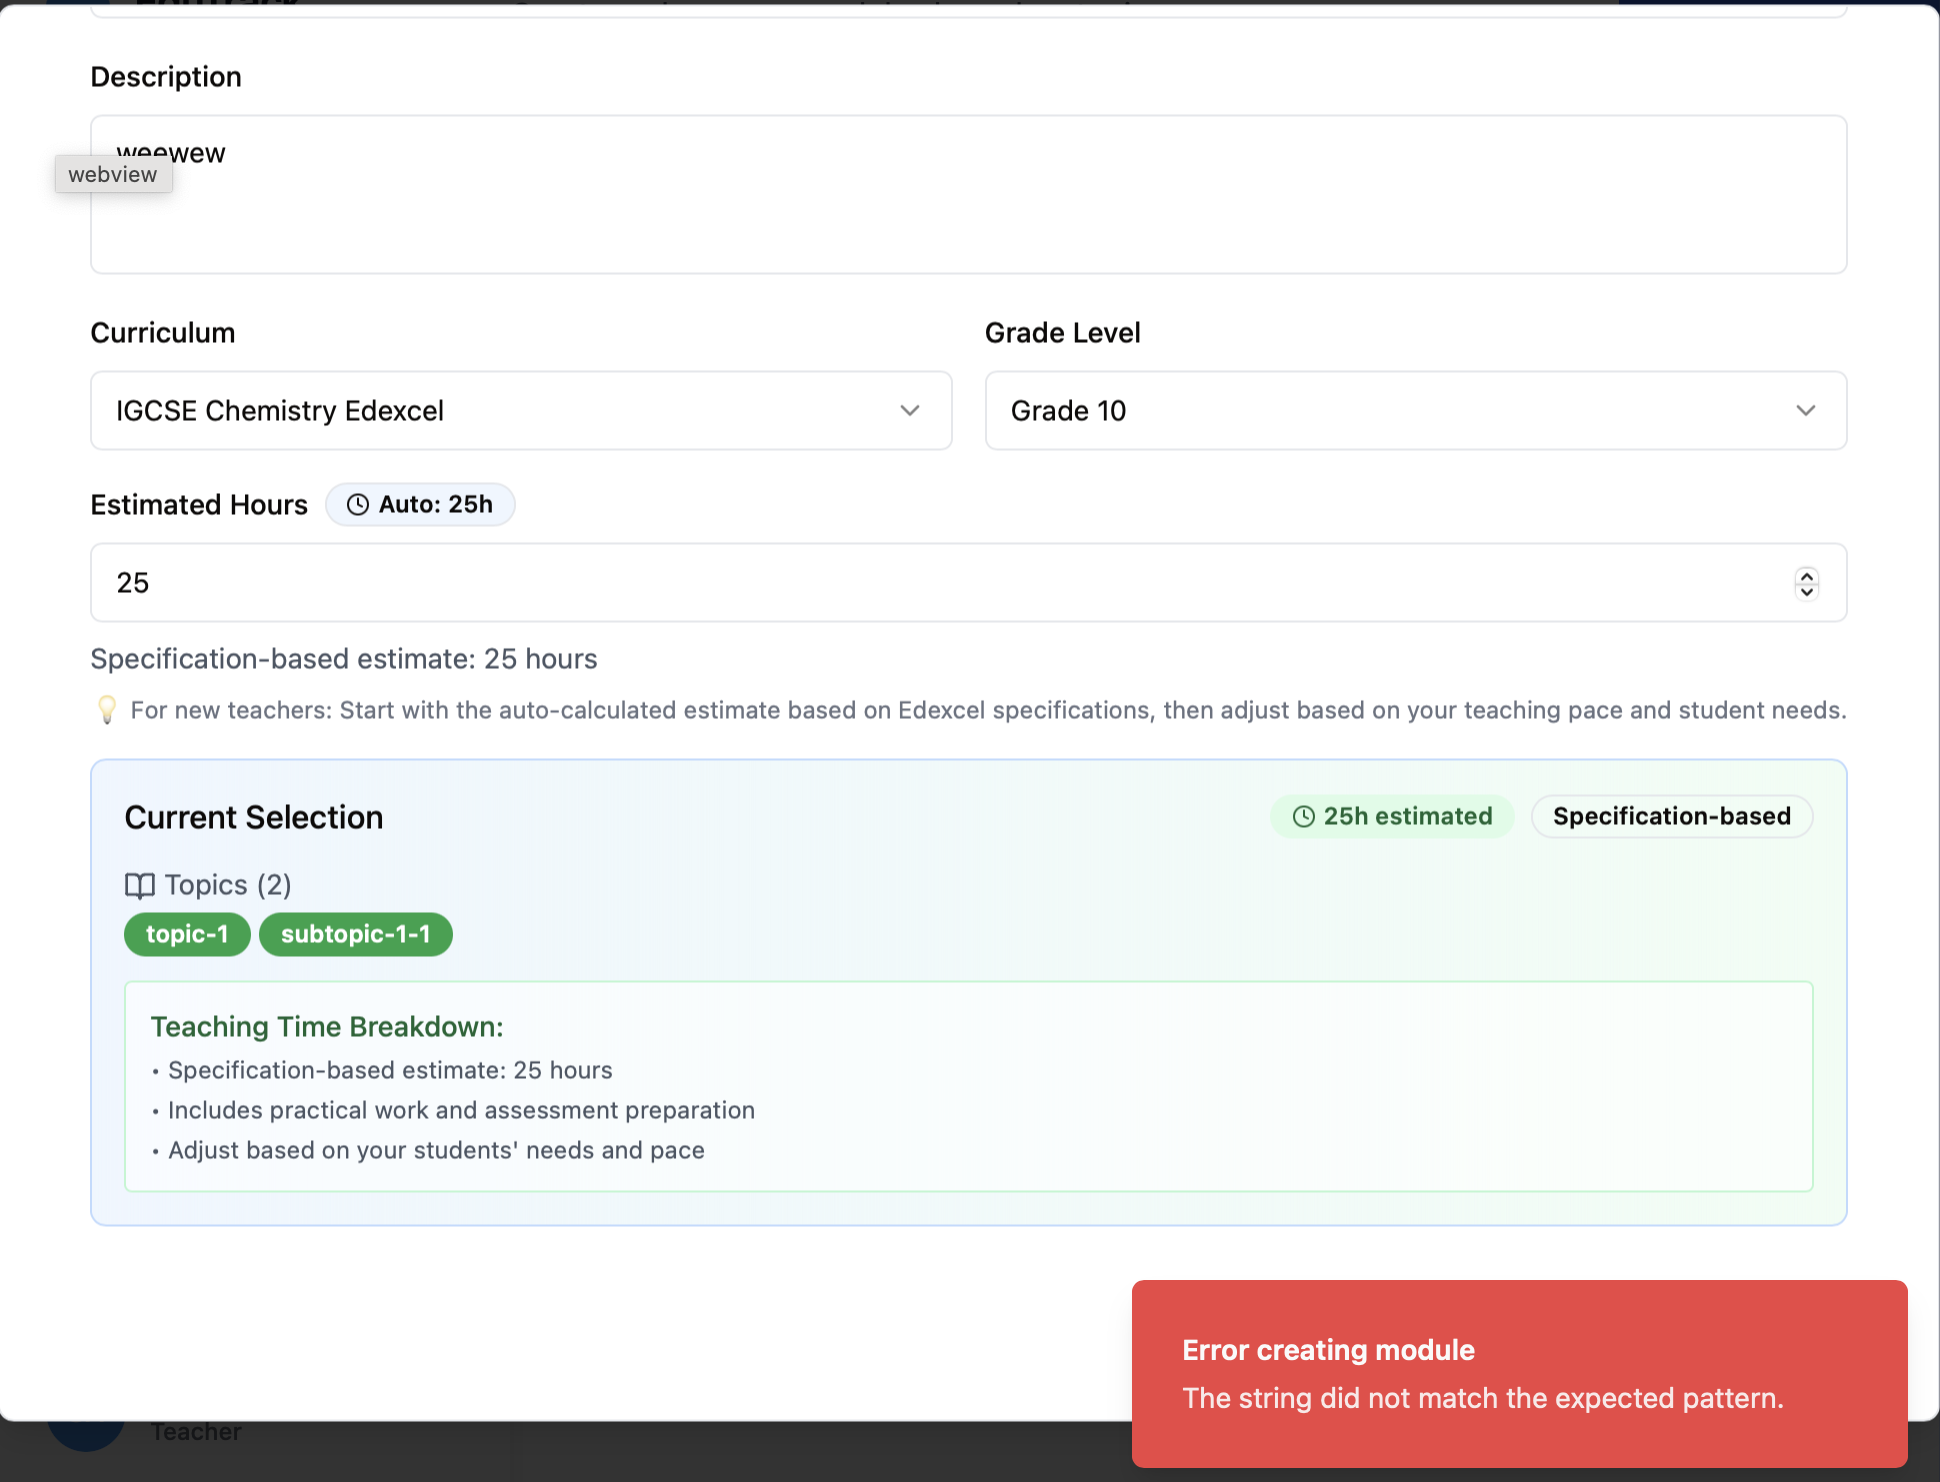 Description
weewew
webview
Curriculum
Grade Level
IGCSE Chemistry Edexcel
Grade 10
Estimated Hours
Auto: 25h
25
Specification-based estimate: 25 hours
💡 For new teachers: Start with the auto-calculated estimate based on Edexcel specifications, then adjust based on your teaching pace and student needs.
Current Selection
25h estimated
Specification-based
Topics (2)
topic-1
subtopic-1-1
Teaching Time Breakdown:
• Specification-based estimate: 25 hours
• Includes practical work and assessment preparation
• Adjust based on your students' needs and pace
Error creating module
The string did not match the expected pattern.
Teacher